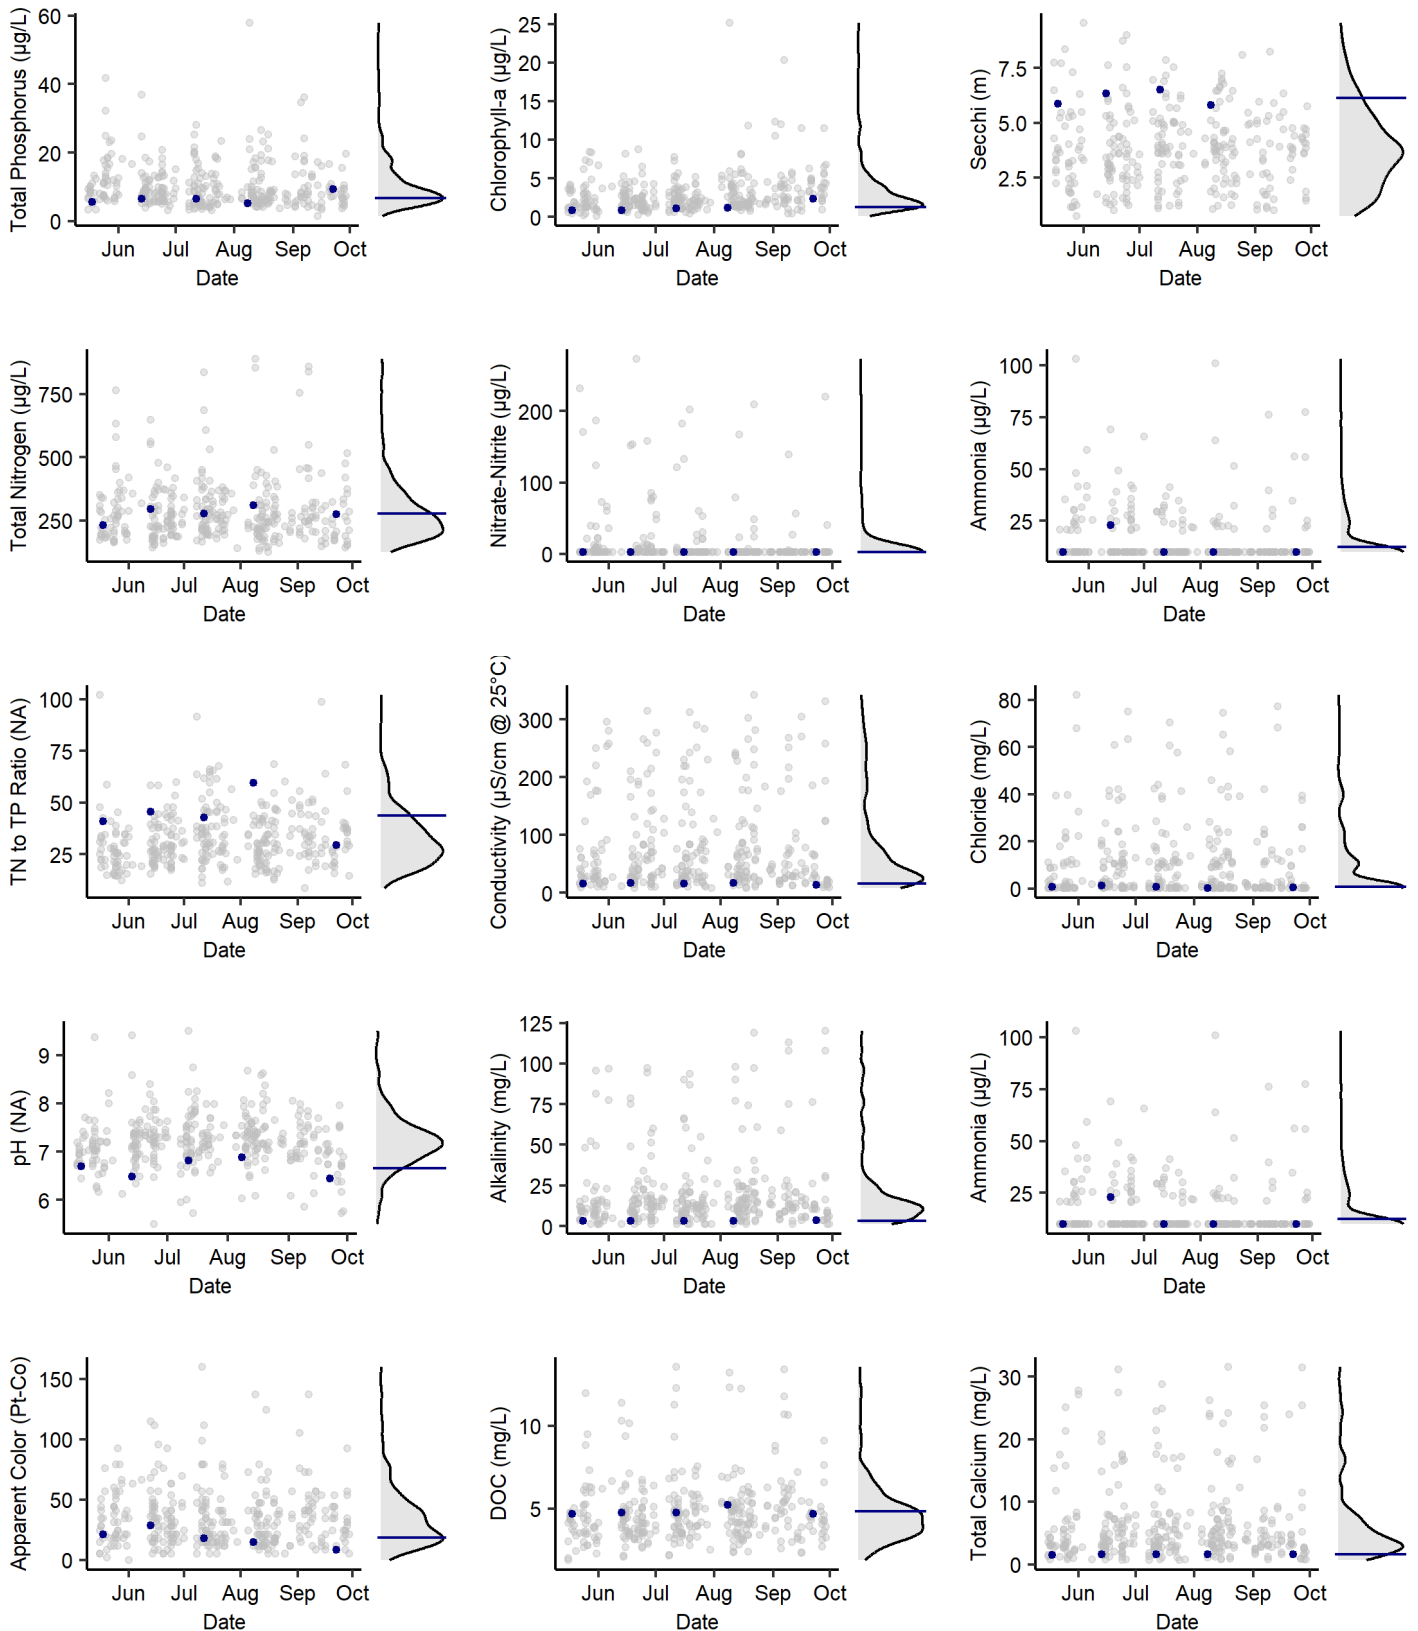 Total Phosphorus (µg/L)
60
40
20
0
Jun Jul Aug Sep Oct
Date
Chlorophyll-a (µg/L)
25
20
15
10
5
0
Jun Jul Aug Sep Oct
Date
Secchi (m)
7.5
5.0
2.5
Jun Jul Aug Sep Oct
Date
Total Nitrogen (µg/L)
750
500
250
Jun Jul Aug Sep Oct
Date
Nitrate-Nitrite (µg/L)
200
100
0
Jun Jul Aug Sep Oct
Date
Ammonia (µg/L)
100
75
50
25
Jun Jul Aug Sep Oct
Date
TN to TP Ratio (NA)
100
75
50
25
Jun Jul Aug Sep Oct
Date
Conductivity (µS/cm @ 25°C)
300
200
100
0
Jun Jul Aug Sep Oct
Date
Chloride (mg/L)
80
60
40
20
0
Jun Jul Aug Sep Oct
Date
pH (NA)
9
8
7
6
Jun Jul Aug Sep Oct
Date
Alkalinity (mg/L)
125
100
75
50
25
0
Jun Jul Aug Sep Oct
Date
Ammonia (µg/L)
100
75
50
25
Jun Jul Aug Sep Oct
Date
Apparent Color (Pt-Co)
150
100
50
0
Jun Jul Aug Sep Oct
Date
DOC (mg/L)
10
5
Jun Jul Aug Sep Oct
Date
Total Calcium (mg/L)
30
20
10
0
Jun Jul Aug Sep Oct
Date